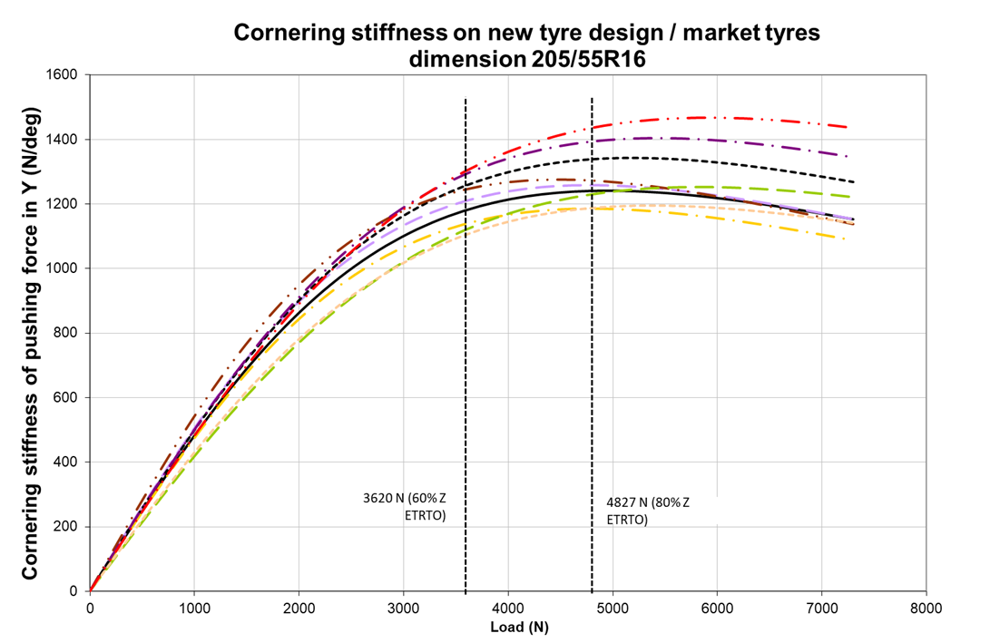 Cornering stiffness on new tyre design / market tyres
dimension 205/55R16
Cornering stiffness of pushing force in Y (N/deg)
1600
1400
1200
1000
800
600
400
200
0
3620 N (60% Z
ETRTO)
4827 N (80% Z
ETRTO)
0
1000
2000
3000
4000
5000
6000
7000
8000
Load (N)